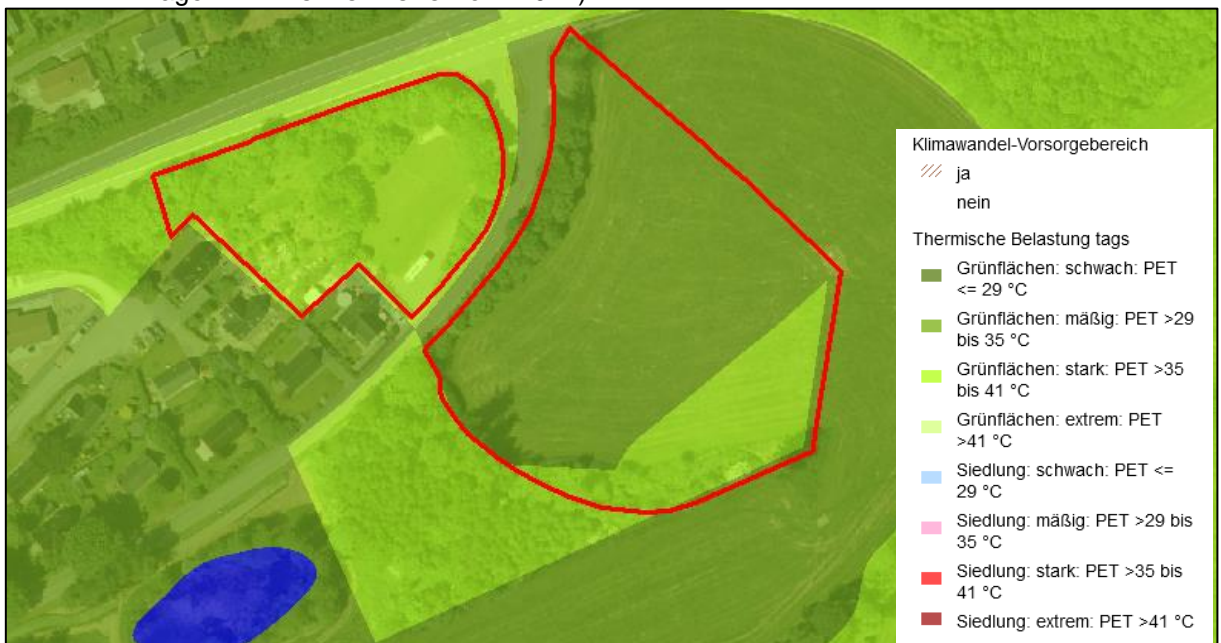 Klimawandel-Vorsorgebereich
ja
nein
Thermische Belastung tags
Grünflächen: schwach: PET
<= 29 °C
Grünflächen: mäßig: PET >29
bis 35 °C
Grünflächen: stark: PET >35
bis 41 °C
Grünflächen: extrem: PET
>41 °C
Siedlung: schwach: PET <=
29 °C
Siedlung: mäßig: PET >29 bis
35 °C
Siedlung: stark: PET >35 bis
41 °C
Siedlung: extrem: PET >41 °C